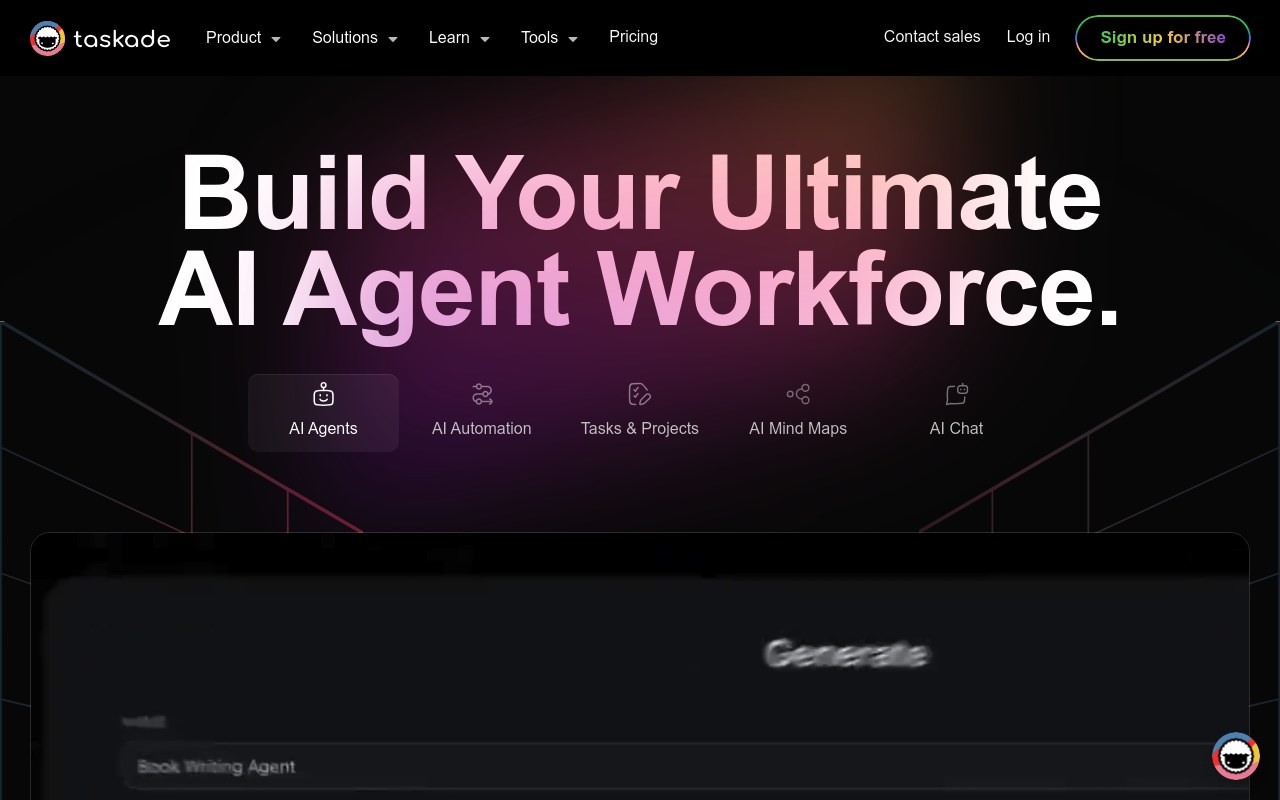 taskade
Product
Solutions
Learn
Tools
Pricing
Contact sales
Log in
Sign up for free
Build Your Ultimate
AI Agent Workforce.
AI Agents
AI Automation
Tasks & Projects
AI Mind Maps
AI Chat
Generate
Book Writing Agent